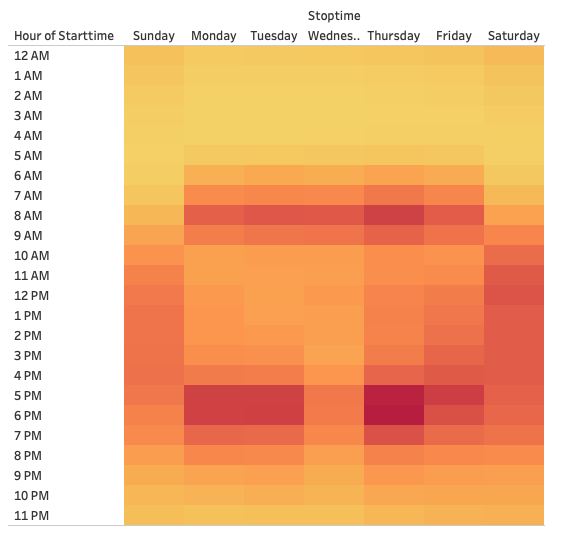 Stoptime
Hour of Starttime Sunday Monday Tuesday Wednes.. Thursday Friday Saturday
12 AM
1 AM
2 AM
3 AM
4 AM
5 AM
6 AM
7 AM
8 AM
9 AM
10 AM
11 AM
12 PM
1 PM
2 PM
3 PM
4 PM
5 PM
6 PM
7 PM
8 PM
9 PM
10 PM
11 PM